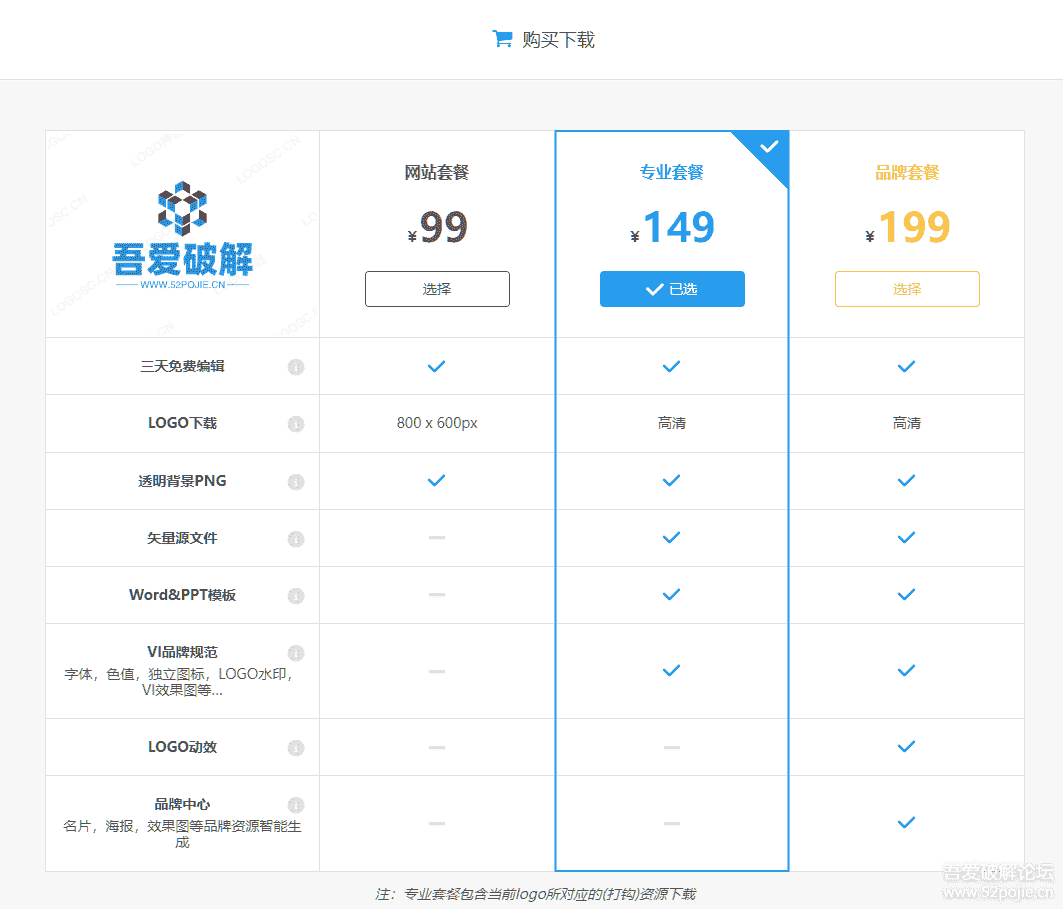 购买下载
LOGOSC.CN
吾爱破解
WWW.52POJIE.CN
网站套餐
¥99
选择
专业套餐
¥149
已选
品牌套餐
¥199
选择
三天免费编辑
LOGO下载 800 x 600px 高清 高清
透明背景PNG
矢量源文件
Word&PPT模板
VI品牌规范
字体，色值，独立图标，LOGO水印，
VI效果图等...
LOGO动效
品牌中心
名片，海报，效果图等品牌资源智能生
成
注：专业套餐包含当前logo所对应的(打钩)资源下载
吾爱破解论坛
www.52pojie.cn